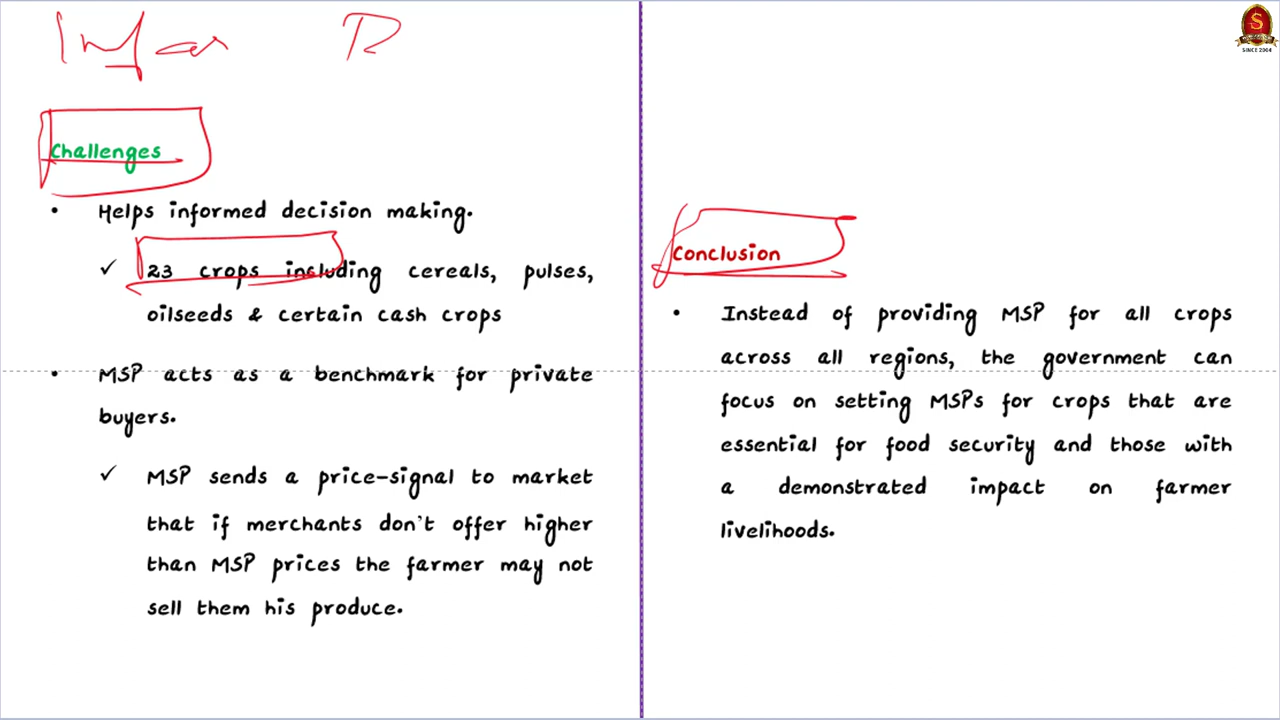 Challenges
• Helps informed decision making.
✓ 23 crops including cereals, pulses,
oilseeds & certain cash crops
• MSP acts as a benchmark for private
buyers.
✓ MSP sends a price-signal to market
that if merchants don't offer higher
than MSP prices the farmer may not
sell them his produce.
S
SINCE 2004
Conclusion
• Instead of providing MSP for all crops
across all regions, the government can
focus on setting MSPs for crops that are
essential for food security and those with
a demonstrated impact on farmer
livelihoods.